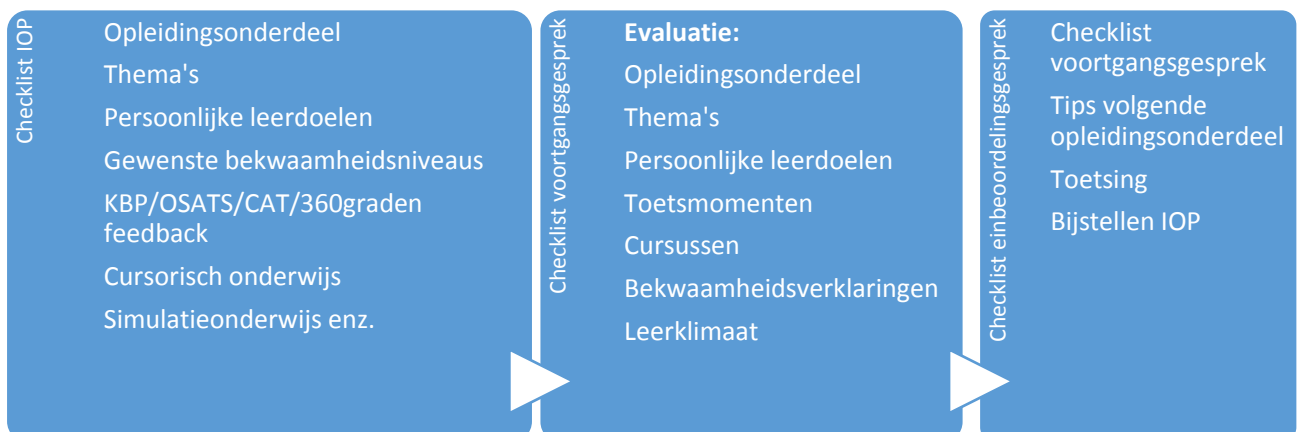 Checklist IOP
Opleidingsonderdeel
Thema's
Persoonlijke leerdoelen
Gewenste bekwaamheidsniveaus
KBP/OSATS/CAT/360graden
feedback
Cursorisch onderwijs
Simulatieonderwijs enz.
Checklist voortgangsgesprek
Evaluatie:
Opleidingsonderdeel
Thema's
Persoonlijke leerdoelen
Toetsmomenten
Cursussen
Bekwaamheidsverklaringen
Leerklimaat
Checklist einbeoordelingsgesprek
Checklist
voortgangsgesprek
Tips volgende
opleidingsonderdeel
Toetsing
Bijstellen IOP